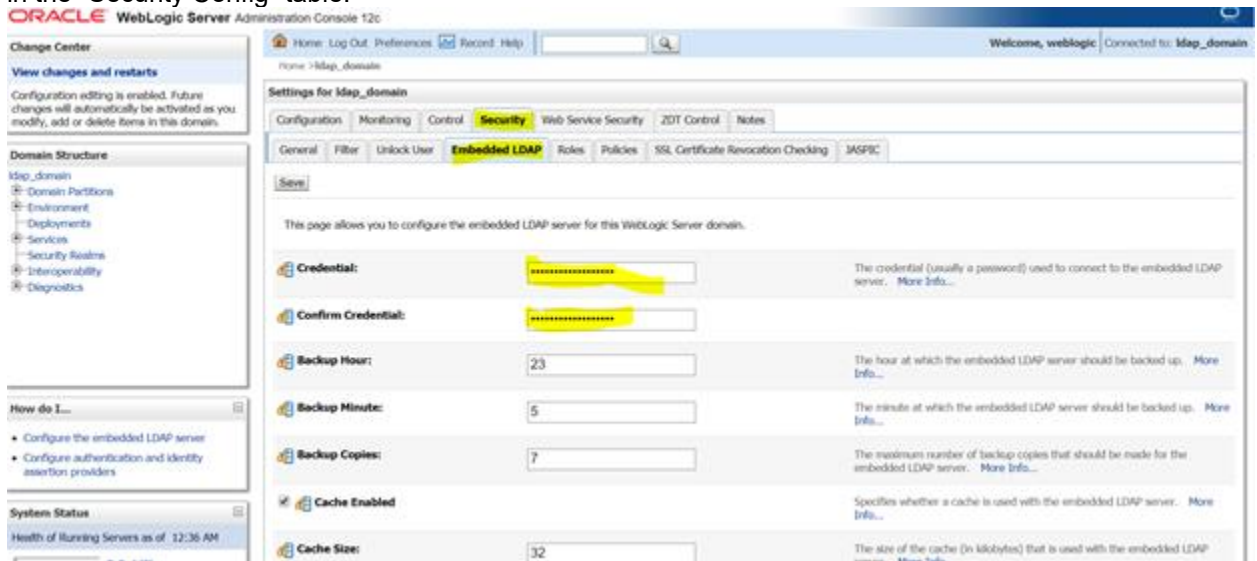 in the "Security Config" table.
ORACLE WebLogic Server Administration Console 12c
Change Center
View changes and restarts
Configuration editing is enabled. Future
changes will automatically be activated as you
modify, add or delete items in this domain.
Domain Structure
ldap_domain
Domain Partitions
Environment
Deployments
Services
Security Realms
Interoperability
Diagnostics
How do I...
Configure the embedded LDAP server
Configure authentication and identity
assertion providers
System Status
Health of Running Servers as of 12:36 AM
Home Log Out Preferences Record Help
Welcome, weblogic Connected to: ldap_domain
Home >ldap_domain
Settings for ldap_domain
Configuration Monitoring Control Security Web Service Security ZDT Control Notes
General Filter Unlock User Embedded LDAP Roles Policies SSL Certificate Revocation Checking JASPIC
Save
This page allows you to configure the embedded LDAP server for this WebLogic Server domain.
Credential:
The credential (usually a password) used to connect to the embedded LDAP
server. More Info...
Confirm Credential:
Backup Hour: 23
The hour at which the embedded LDAP server should be backed up. More
Info...
Backup Minute: 5
The minute at which the embedded LDAP server should be backed up. More
Info...
Backup Copies: 7
The maximum number of backup copies that should be made for the
embedded LDAP server. More Info...
Cache Enabled
Specifies whether a cache is used with the embedded LDAP server. More
Info...
Cache Size: 32
The size of the cache (in kilobytes) that is used with the embedded LDAP